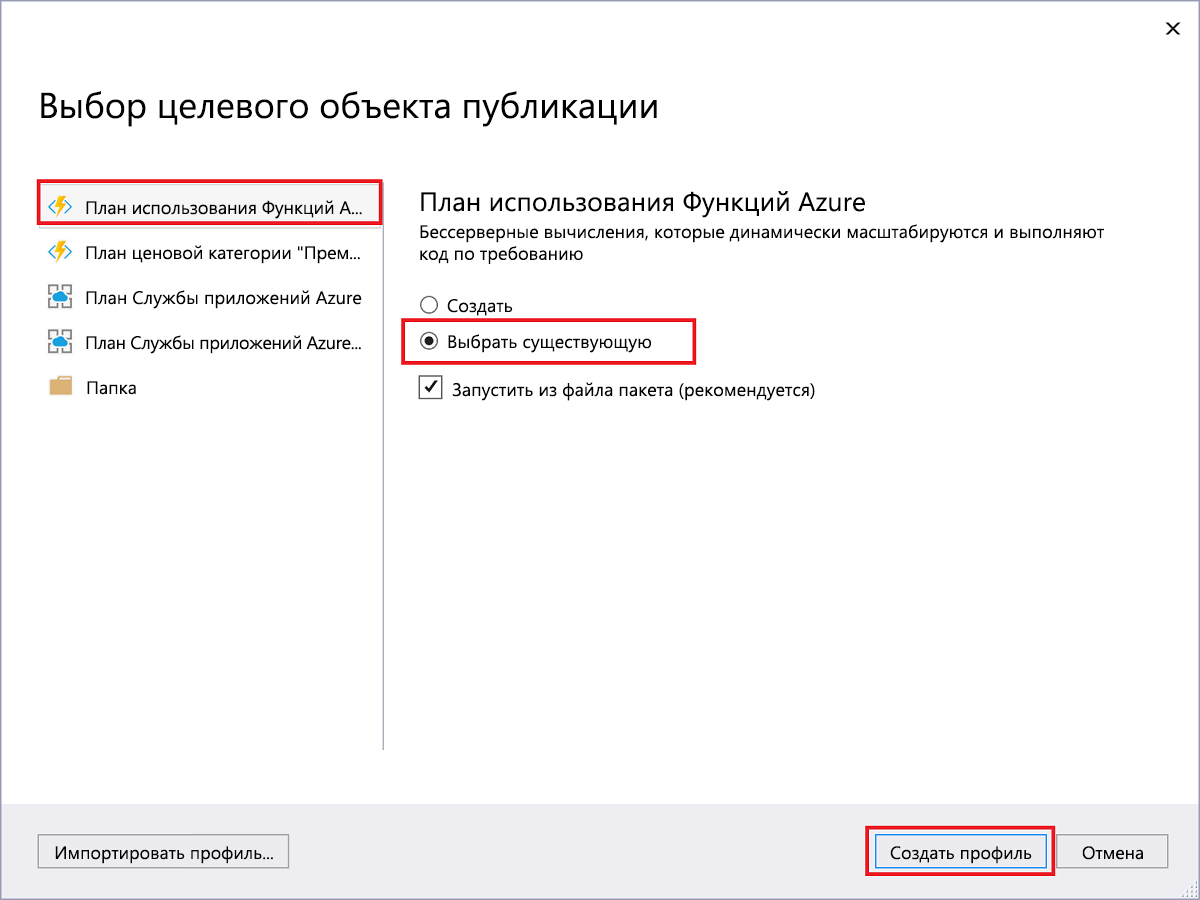 Выбор целевого объекта публикации
План использования Функций A...
План ценовой категории "Прем...
План Службы приложений Azure
План Службы приложений Azure...
Папка
План использования Функций Azure
Бессерверные вычисления, которые динамически масштабируются и выполняют
код по требованию
Создать
Выбрать существующую
Запустить из файла пакета (рекомендуется)
Импортировать профиль...
Создать профиль
Отмена